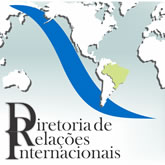 Diretoria de
Relações
Internacionais